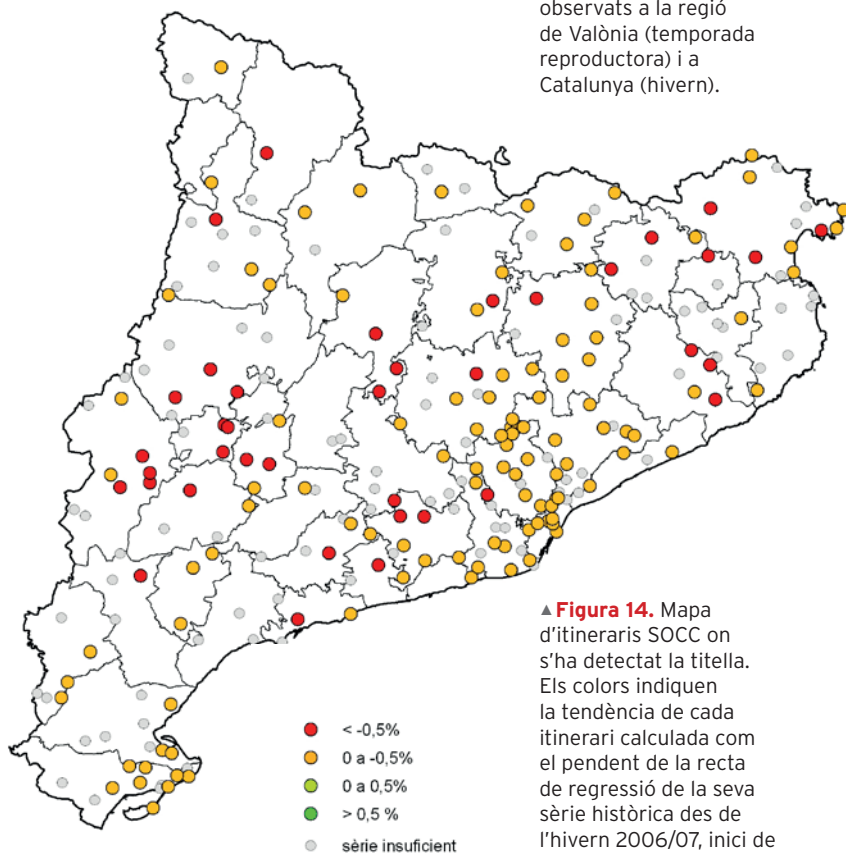 observats a la regió
de Valònia (temporada
reproductora) i a
Catalunya (hivern).
▲Figura 14. Mapa
d'itineraris SOCC on
s'ha detectat la titella.
Els colors indiquen
la tendència de cada
itinerari calculada com
el pendent de la recta
de regressió de la seva
sèrie històrica des de
l'hivern 2006/07, inici de
< -0,5%
0 a -0,5%
0 a 0,5%
> 0,5 %
sèrie insuficient